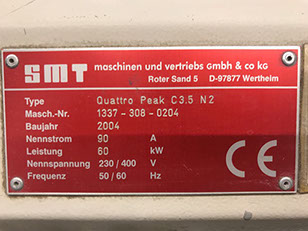 SMT maschinen und vertriebs GmbH & co kG
Roter Sand 5 D-97877 Wertheim
Type Quattro Peak C3.5 N2
Masch.-Nr. 1337-308-0204
Baujahr 2004
Nennstrom 90 A
Leistung 60 kW
Nennspannung 230/400 V
Frequenz 50/60 Hz
CE